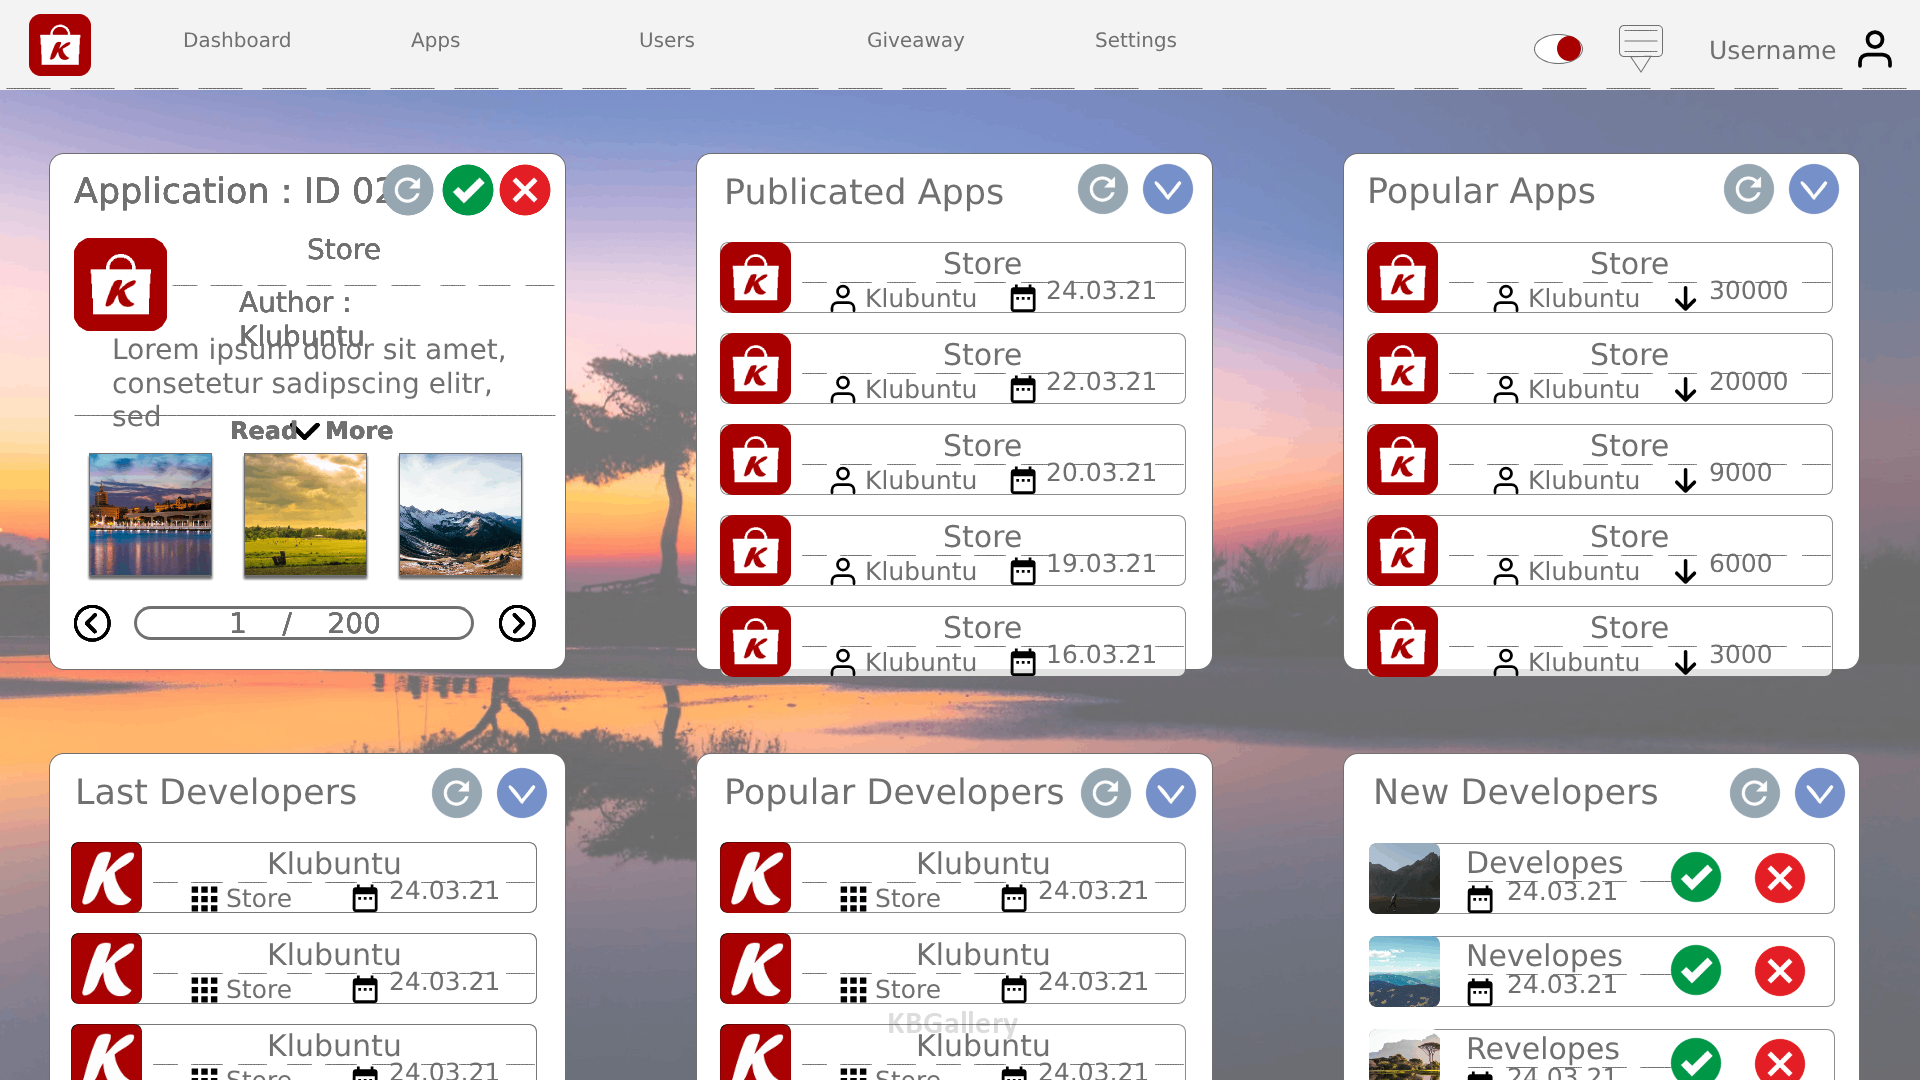 Dashboard
Apps
Users
Giveaway
Settings
Username
Application : ID 02
Store
Author :
Klubuntu
Lorem ipsum dolor sit amet,
consetetur sadipscing elitr,
sed
Read More
1 / 200
Publicated Apps
Store
Klubuntu 24.03.21
Store
Klubuntu 22.03.21
Store
Klubuntu 20.03.21
Store
Klubuntu 19.03.21
Store
Klubuntu 16.03.21
Popular Apps
Store
Klubuntu 30000
Store
Klubuntu 20000
Store
Klubuntu 9000
Store
Klubuntu 6000
Store
Klubuntu 3000
Last Developers
Klubuntu
Store 24.03.21
Klubuntu
Store 24.03.21
Klubuntu
Store 24.03.21
Popular Developers
Klubuntu
Store 24.03.21
Klubuntu
Store 24.03.21
KBGallery
Klubuntu
Store 24.03.21
New Developers
Developes
24.03.21
Nevelopes
24.03.21
Revelopes
24.03.21